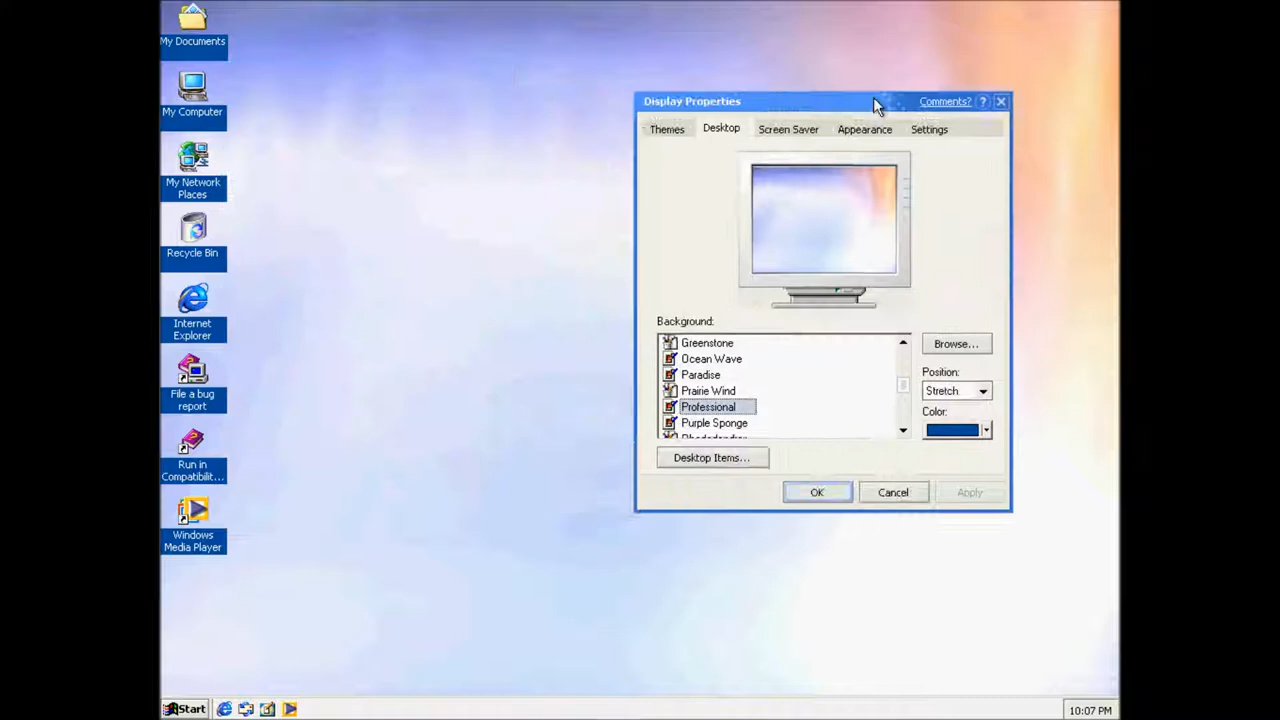 My Documents
My Computer
My Network
Places
Recycle Bin
Internet
Explorer
File a bug
report
Run in
Compatibilit...
Windows
Media Player
Display Properties
Comments?
?
Themes
Desktop
Screen Saver
Appearance
Settings
Background:
Greenstone
Ocean Wave
Paradise
Prairie Wind
Professional
Purple Sponge
Browse...
Position:
Stretch
Color:
Desktop Items...
OK
Cancel
Apply
Start
10:07 PM